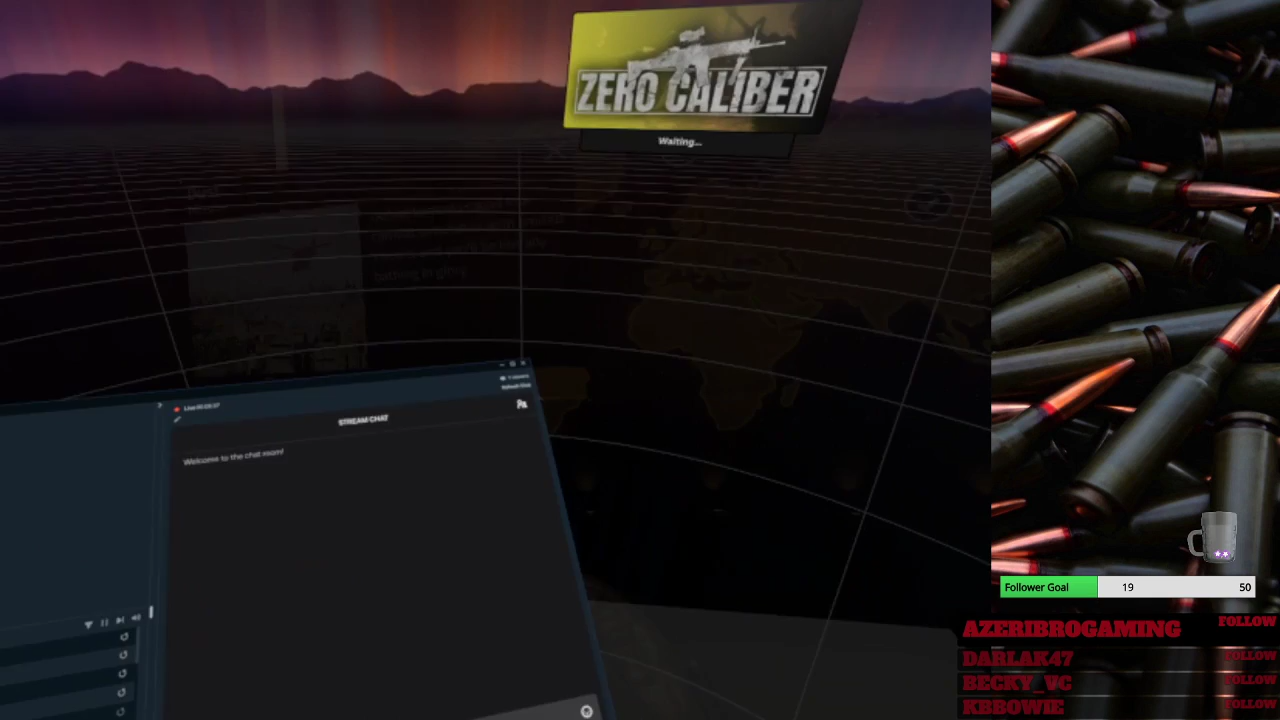 ZERO CALIBER
Waiting...
STREAM CHAT
Welcome to the chat room!
Follower Goal
19
50
AZERIBROGAMING FOLLOW
DARLAK47 FOLLOW
BECKY_VC FOLLOW
KBBOWIE FOLLOW